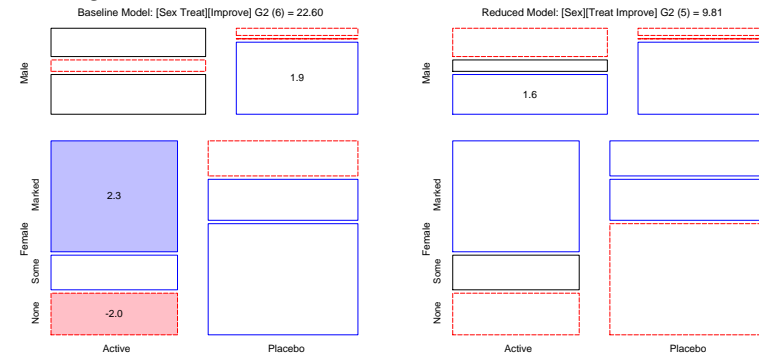 Baseline Model: [Sex Treat][Improve] G2 (6) = 22.60
Male
1.9
Female
Marked
Some
None
2.3
-2.0
Active
Placebo
Reduced Model: [Sex][Treat Improve] G2 (5) = 9.81
Male
1.6
Female
Marked
Some
None
Active
Placebo